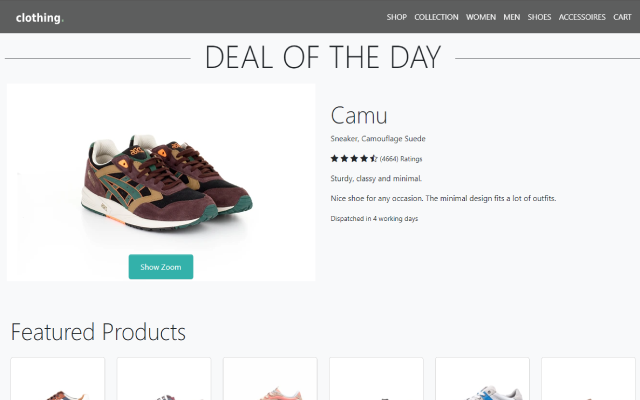 clothing.
SHOP COLLECTION WOMEN MEN SHOES ACCESSOIRES CART
DEAL OF THE DAY
Camu
Sneaker, Camouflage Suede
(4664) Ratings
Sturdy, classy and minimal.
Nice shoe for any occasion. The minimal design fits a lot of outfits.
Dispatched in 4 working days
Show Zoom
Featured Products